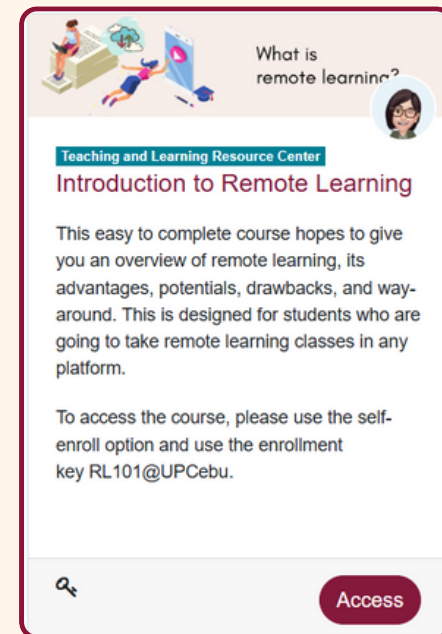 What is
remote learning?
Teaching and Learning Resource Center
Introduction to Remote Learning
This easy to complete course hopes to give
you an overview of remote learning, its
advantages, potentials, drawbacks, and way-
around. This is designed for students who are
going to take remote learning classes in any
platform.
To access the course, please use the self-
enroll option and use the enrollment
key RL101@UPCebu.
Access